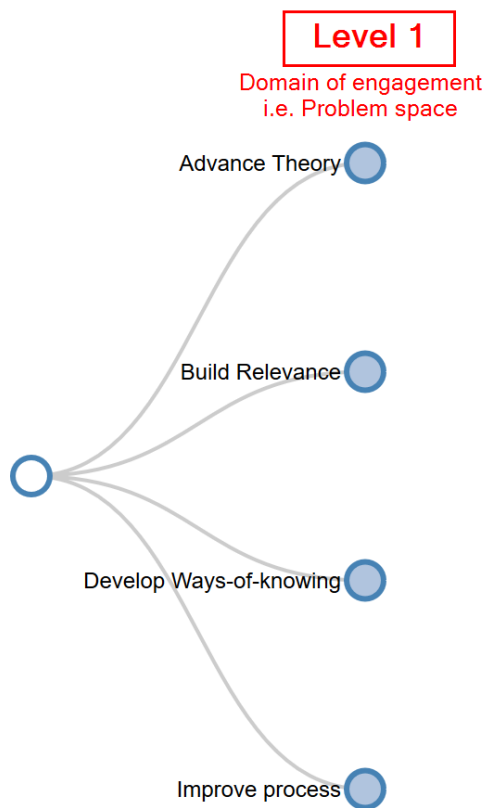 Level 1
Domain of engagement
i.e. Problem space
Advance Theory
Build Relevance
Develop Ways-of-knowing
Improve process